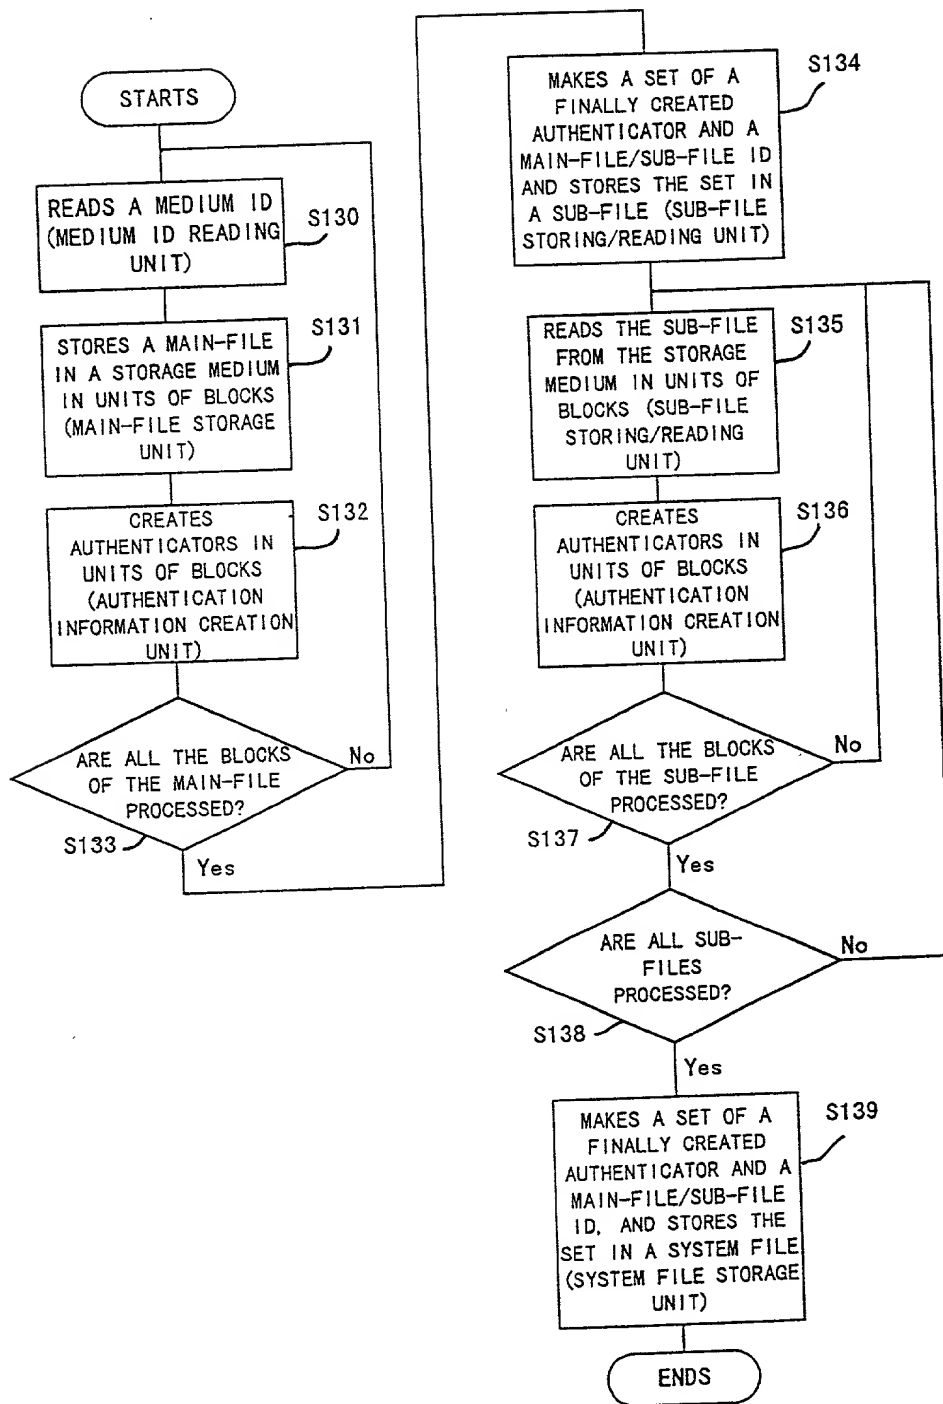 STARTS
READS A MEDIUM ID
(MEDIUM ID READING
UNIT)
S130
STORES A MAIN-FILE
IN A STORAGE MEDIUM
IN UNITS OF BLOCKS
(MAIN-FILE STORAGE
UNIT)
S131
CREATES
AUTHENTICATORS IN
UNITS OF BLOCKS
(AUTHENTICATION
INFORMATION CREATION
UNIT)
S132
ARE ALL THE BLOCKS
OF THE MAIN-FILE
PROCESSED?
No
S133
Yes
MAKES A SET OF A
FINALLY CREATED
AUTHENTICATOR AND A
MAIN-FILE/SUB-FILE ID
AND STORES THE SET IN
A SUB-FILE (SUB-FILE
STORING/READING UNIT)
S134
READS THE SUB-FILE
FROM THE STORAGE
MEDIUM IN UNITS OF
BLOCKS (SUB-FILE
STORING/READING
UNIT)
S135
CREATES
AUTHENTICATORS IN
UNITS OF BLOCKS
(AUTHENTICATION
INFORMATION CREATION
UNIT)
S136
ARE ALL THE BLOCKS
OF THE SUB-FILE
PROCESSED?
No
S137
Yes
ARE ALL SUB-
FILES
PROCESSED?
No
S138
Yes
MAKES A SET OF A
FINALLY CREATED
AUTHENTICATOR AND A
MAIN-FILE/SUB-FILE
ID, AND STORES THE
SET IN A SYSTEM FILE
(SYSTEM FILE STORAGE
UNIT)
S139
ENDS